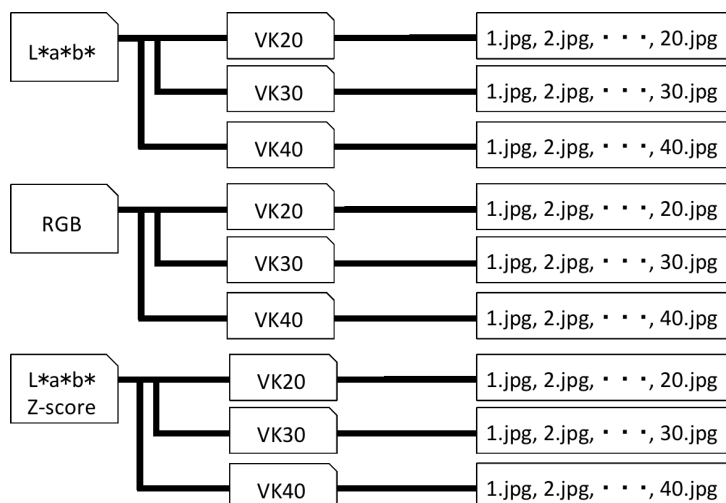 L*a*b*
VK20
1.jpg, 2.jpg, ・・・, 20.jpg
VK30
1.jpg, 2.jpg, ・・・, 30.jpg
VK40
1.jpg, 2.jpg, ・・・, 40.jpg
RGB
VK20
1.jpg, 2.jpg, ・・・, 20.jpg
VK30
1.jpg, 2.jpg, ・・・, 30.jpg
VK40
1.jpg, 2.jpg, ・・・, 40.jpg
L*a*b*
Z-score
VK20
1.jpg, 2.jpg, ・・・, 20.jpg
VK30
1.jpg, 2.jpg, ・・・, 30.jpg
VK40
1.jpg, 2.jpg, ・・・, 40.jpg